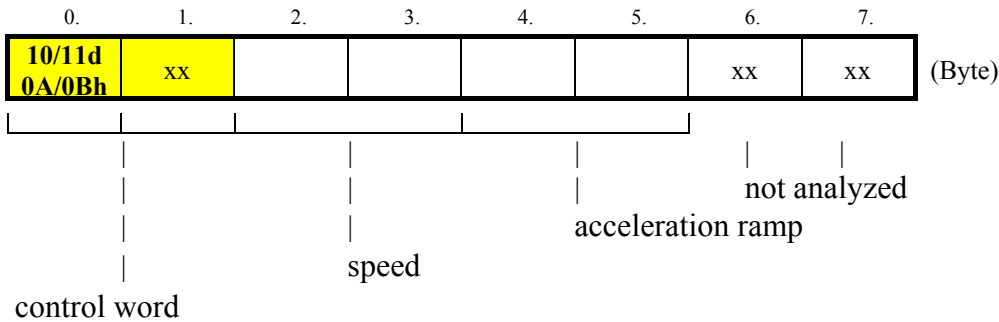 0. 1. 2. 3. 4. 5. 6. 7.
10/11d
0A/0Bh
xx xx xx (Byte)
not analyzed
acceleration ramp
speed
control word